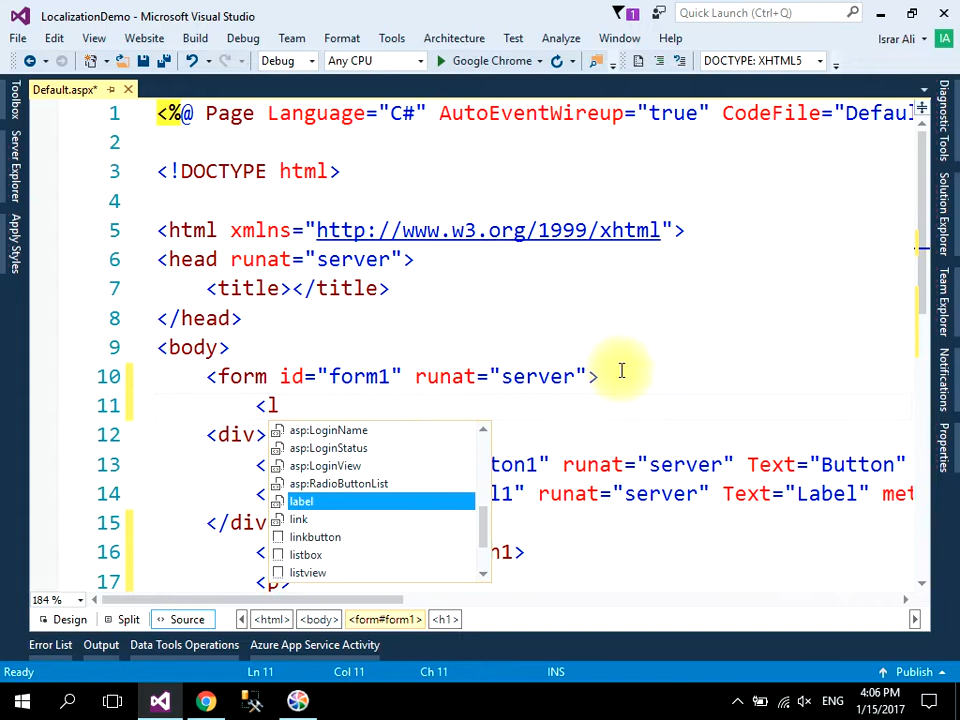 LocalizationDemo - Microsoft Visual Studio
1
Quick Launch (Ctrl+Q)
File Edit View Website Build Debug Team Format Tools Architecture Test Analyze Window Help
Israr Ali IA
Debug Any CPU Google Chrome DOCTYPE: XHTML5
Default.aspx*
Toolbox
Server Explorer
Apply Styles
1 <%@ Page Language="C#" AutoEventWireup="true" CodeFile="Defau
2
3 <!DOCTYPE html>
4
5 <html xmlns="http://www.w3.org/1999/xhtml">
6 <head runat="server">
7 <title></title>
8 </head>
9 <body>
10 <form id="form1" runat="server">
11 <l
12 <div>
13 < ton1" runat="server" Text="Button"
14 < l1" runat="server" Text="Label" met
15 </div
16 < n1>
17 <p>
asp:LoginName
asp:LoginStatus
asp:LoginView
asp:RadioButtonList
label
link
linkbutton
listbox
listview
Diagnostic Tools
Solution Explorer
Team Explorer
Notifications
Properties
184 %
Design Split Source <html> <body> <form#form1> <h1>
Error List Output Data Tools Operations Azure App Service Activity
Ready Ln 11 Col 11 Ch 11 INS Publish
ENG
4:06 PM
1/15/2017